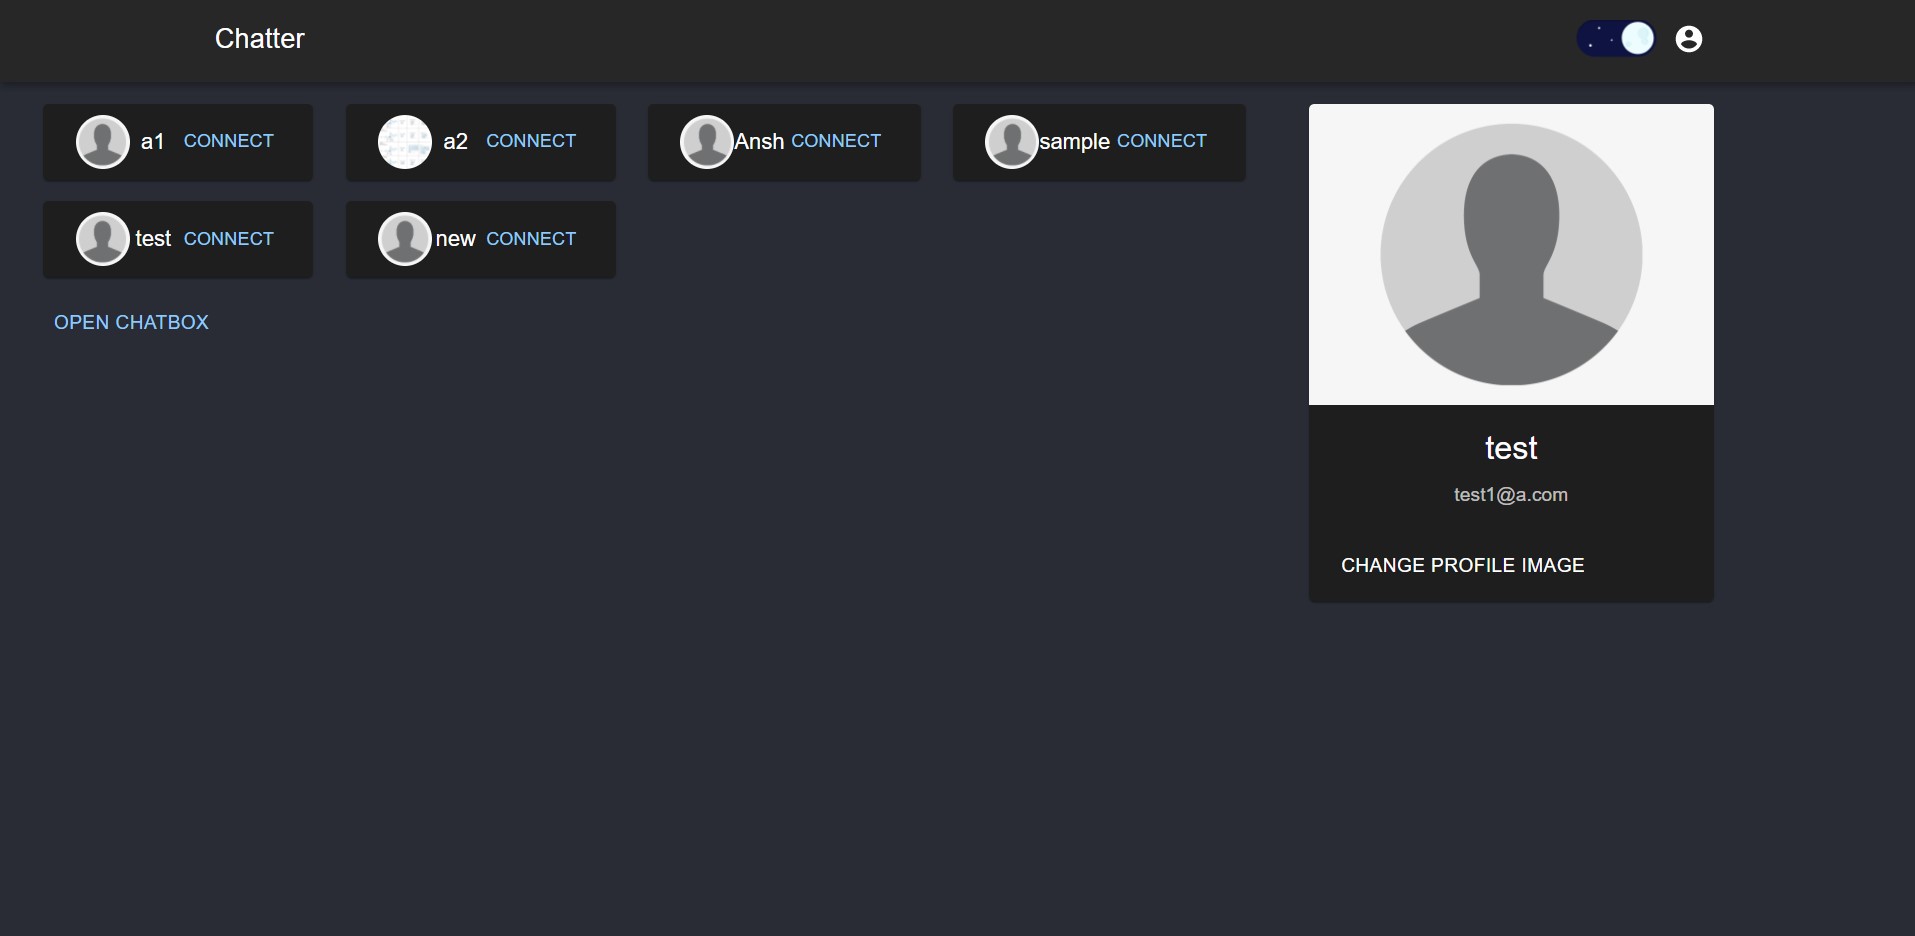 Chatter
a1 CONNECT
a2 CONNECT
Ansh CONNECT
sample CONNECT
test CONNECT
new CONNECT
OPEN CHATBOX
test
test1@a.com
CHANGE PROFILE IMAGE